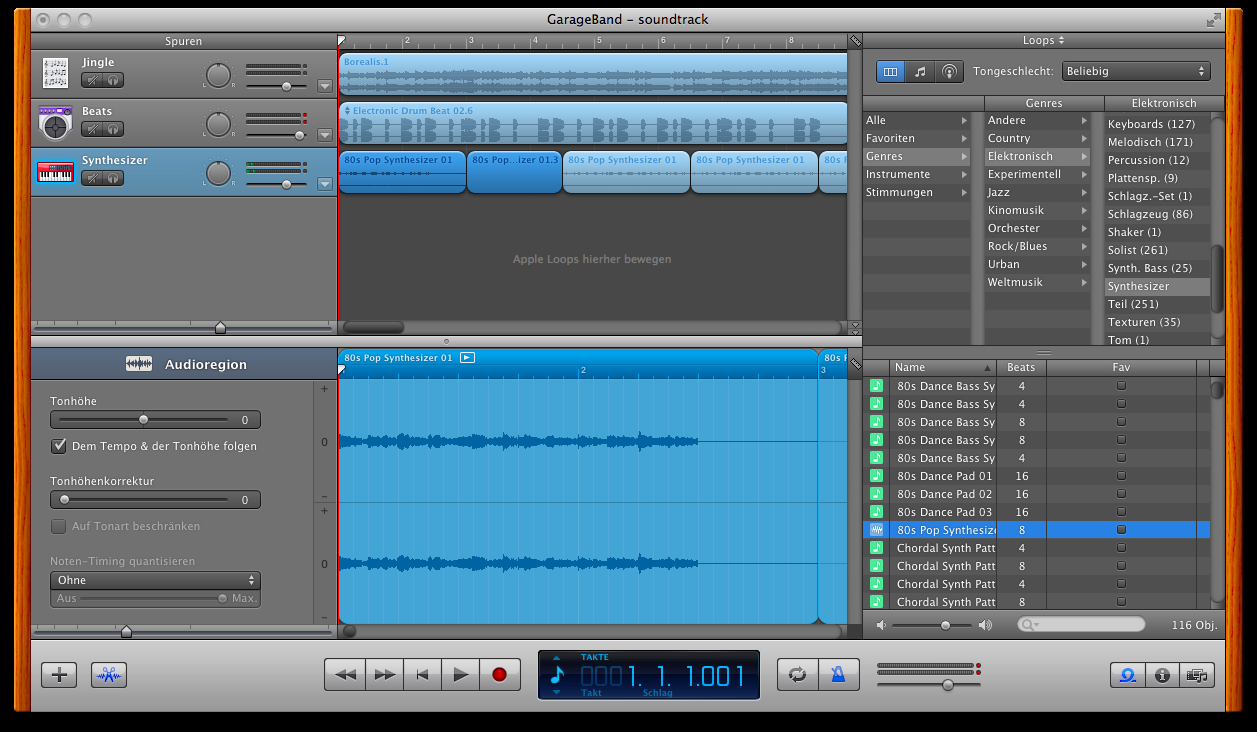 GarageBand – soundtrack
Spuren
Jingle
L R
Beats
L R
Synthesizer
L R
2 3 4 5 6 7 8
Borealis.1
Electronic Drum Beat 02.6
80s Pop Synthesizer 01
80s Pop...izer 01.3
80s Pop Synthesizer 01
80s Pop Synthesizer 01
80s
Apple Loops hierher bewegen
Loops
Tongeschlecht: Beliebig
Genres
Elektronisch
Alle
Favoriten
Genres
Instrumente
Stimmungen
Andere
Country
Elektronisch
Experimentell
Jazz
Kinomusik
Orchester
Rock/Blues
Urban
Weltmusik
Keyboards (127)
Melodisch (171)
Percussion (12)
Plattensp. (9)
Schlagz.-Set (1)
Schlagzeug (86)
Shaker (1)
Solist (261)
Synth. Bass (25)
Synthesizer
Teil (251)
Texturen (35)
Tom (1)
Audioregion
Tonhöhe
0
Dem Tempo & der Tonhöhe folgen
Tonhöhenkorrektur
0
Auf Tonart beschränken
Noten-Timing quantisieren
Ohne
Aus Max.
+
0
–
+
0
–
80s Pop Synthesizer 01
80s
2 3
Name Beats Fav
80s Dance Bass Sy 4
80s Dance Bass Sy 4
80s Dance Bass Sy 8
80s Dance Bass Sy 8
80s Dance Bass Sy 4
80s Dance Pad 01 16
80s Dance Pad 02 16
80s Dance Pad 03 16
80s Pop Synthesize 8
Chordal Synth Patt 4
Chordal Synth Patt 8
Chordal Synth Patt 4
Chordal Synth Patt 8
116 Obj.
TAKTE
0001. 1. 1.001
Takt Schlag